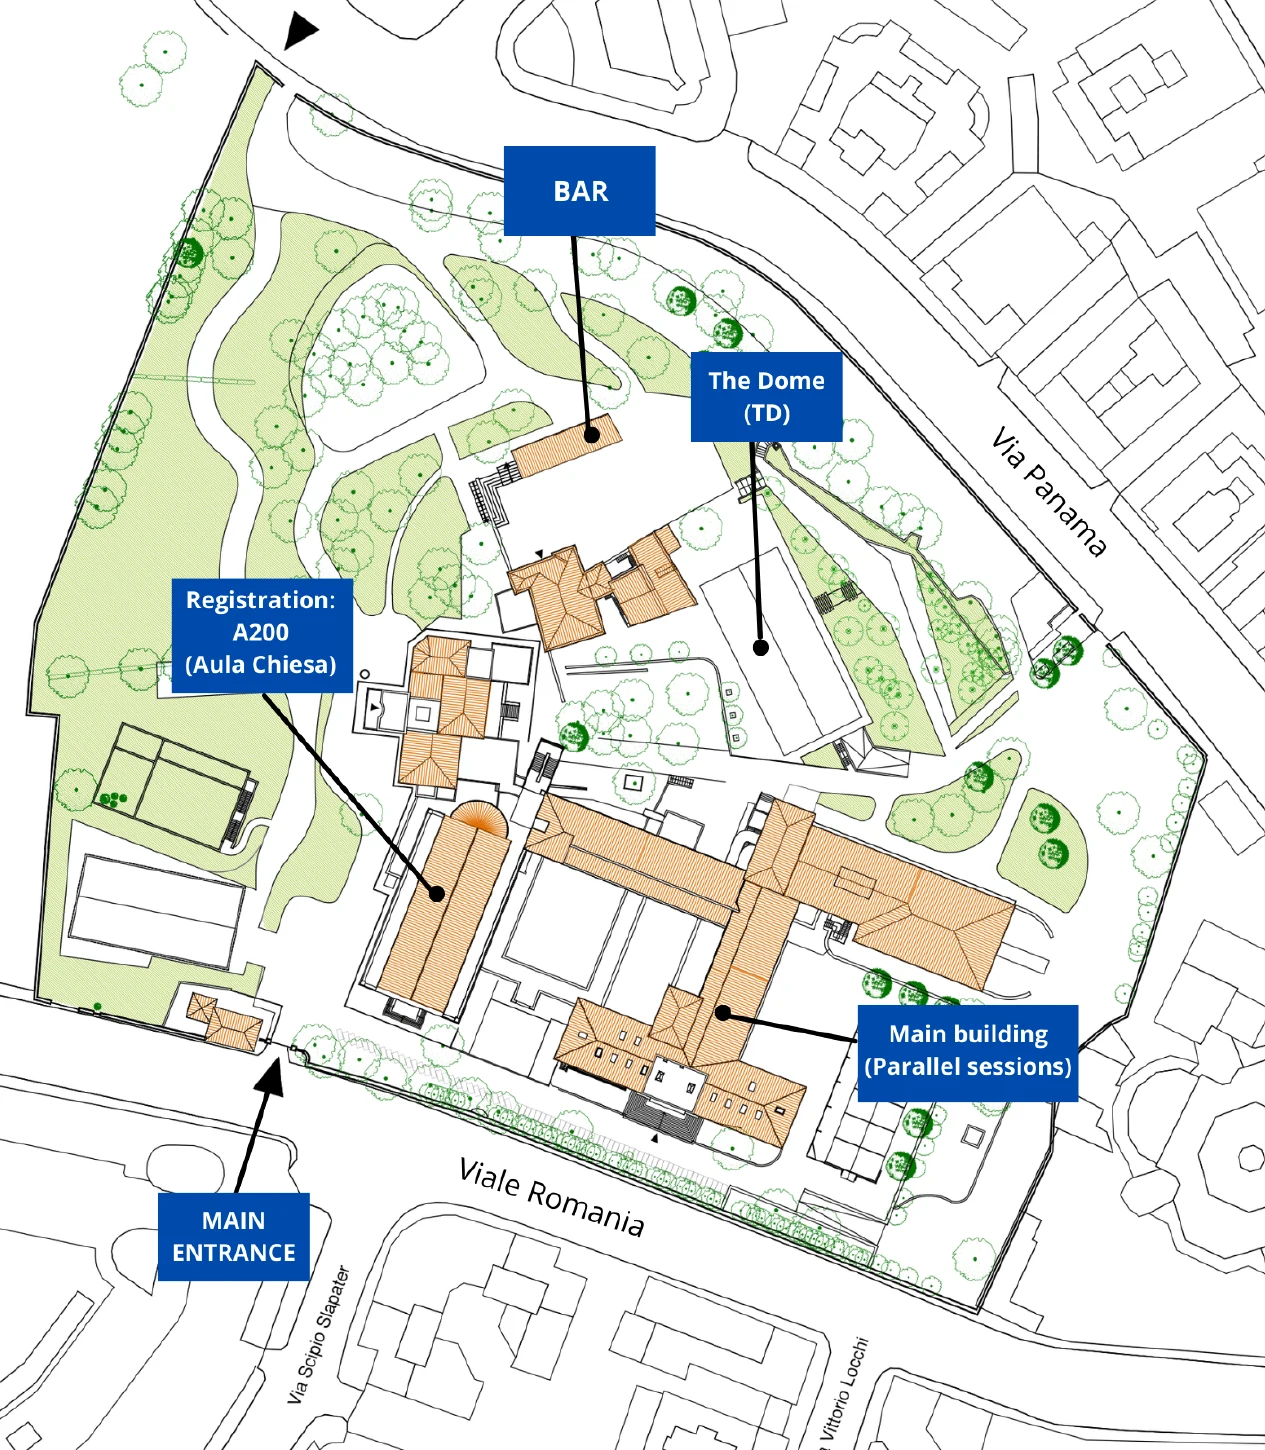 BAR
The Dome
(TD)
Via Panama
Registration:
A200
(Aula Chiesa)
Main building
(Parallel sessions)
Viale Romania
MAIN
ENTRANCE
Via Scipio Slapater
Vittorio Locchi